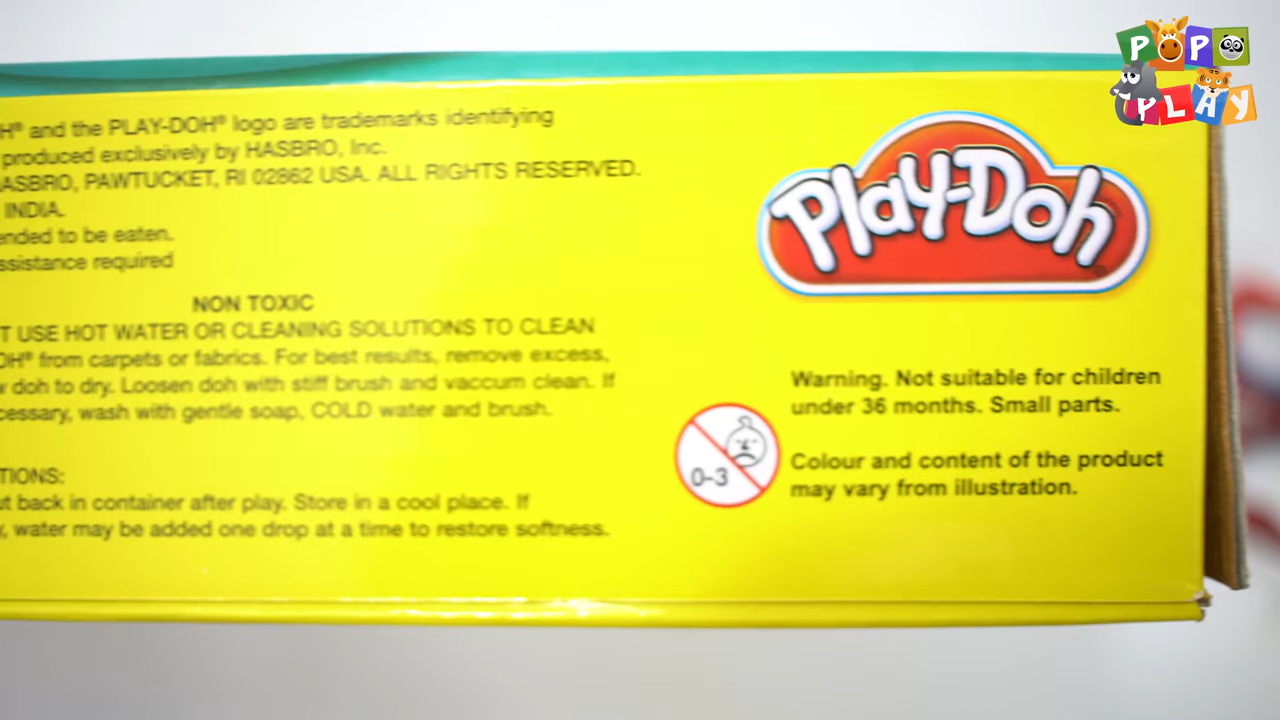 POPO
PLAY
H® and the PLAY-DOH® logo are trademarks identifying
produced exclusively by HASBRO, Inc.
ASBRO, PAWTUCKET, RI 02862 USA. ALL RIGHTS RESERVED.
INDIA.
ended to be eaten.
ssistance required
NON TOXIC
T USE HOT WATER OR CLEANING SOLUTIONS TO CLEAN
OH® from carpets or fabrics. For best results, remove excess,
w doh to dry. Loosen doh with stiff brush and vaccum clean. If
cessary, wash with gentle soap, COLD water and brush.
TIONS:
ut back in container after play. Store in a cool place. If
, water may be added one drop at a time to restore softness.
Play-Doh
Warning. Not suitable for children
under 36 months. Small parts.
0-3
Colour and content of the product
may vary from illustration.